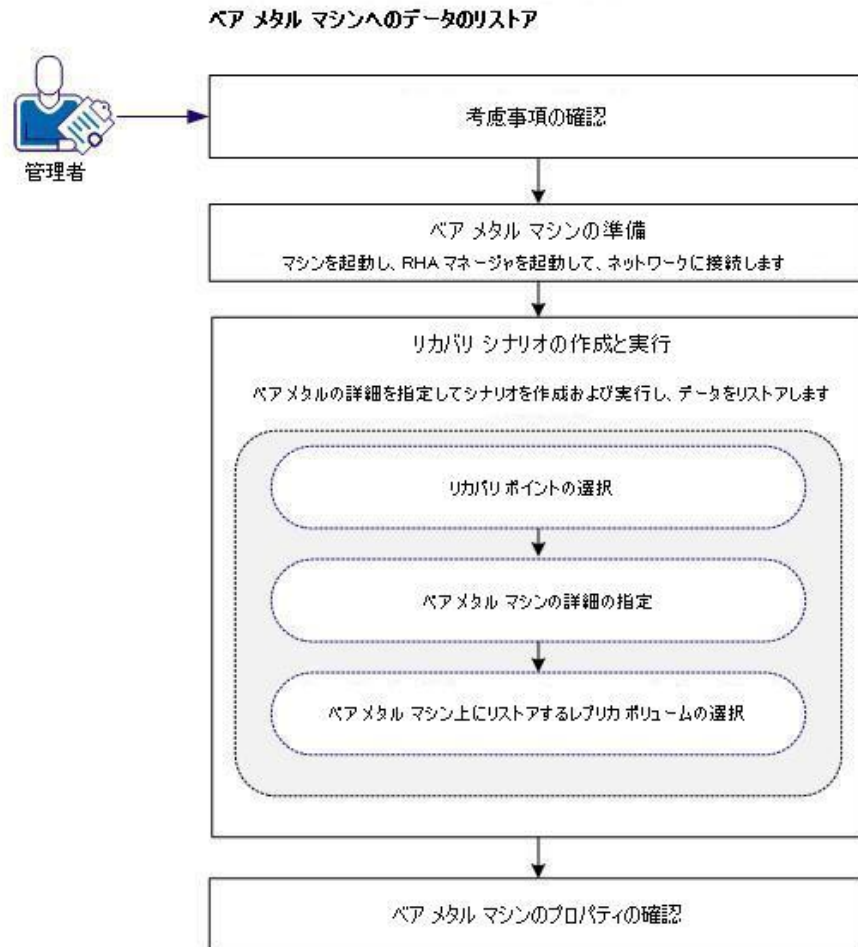 ベア メタル マシンへのデータのリストア
管理者
考慮事項の確認
ベア メタル マシンの準備
マシンを起動し、RHA マネージャを起動して、ネットワークに接続します
リカバリ シナリオの作成と実行
ベア メタルの詳細を指定してシナリオを作成および実行し、データをリストアします
リカバリ ポイントの選択
ベア メタル マシンの詳細の指定
ベア メタル マシン上にリストアするレプリカ ボリュームの選択
ベア メタル マシンのプロパティの確認